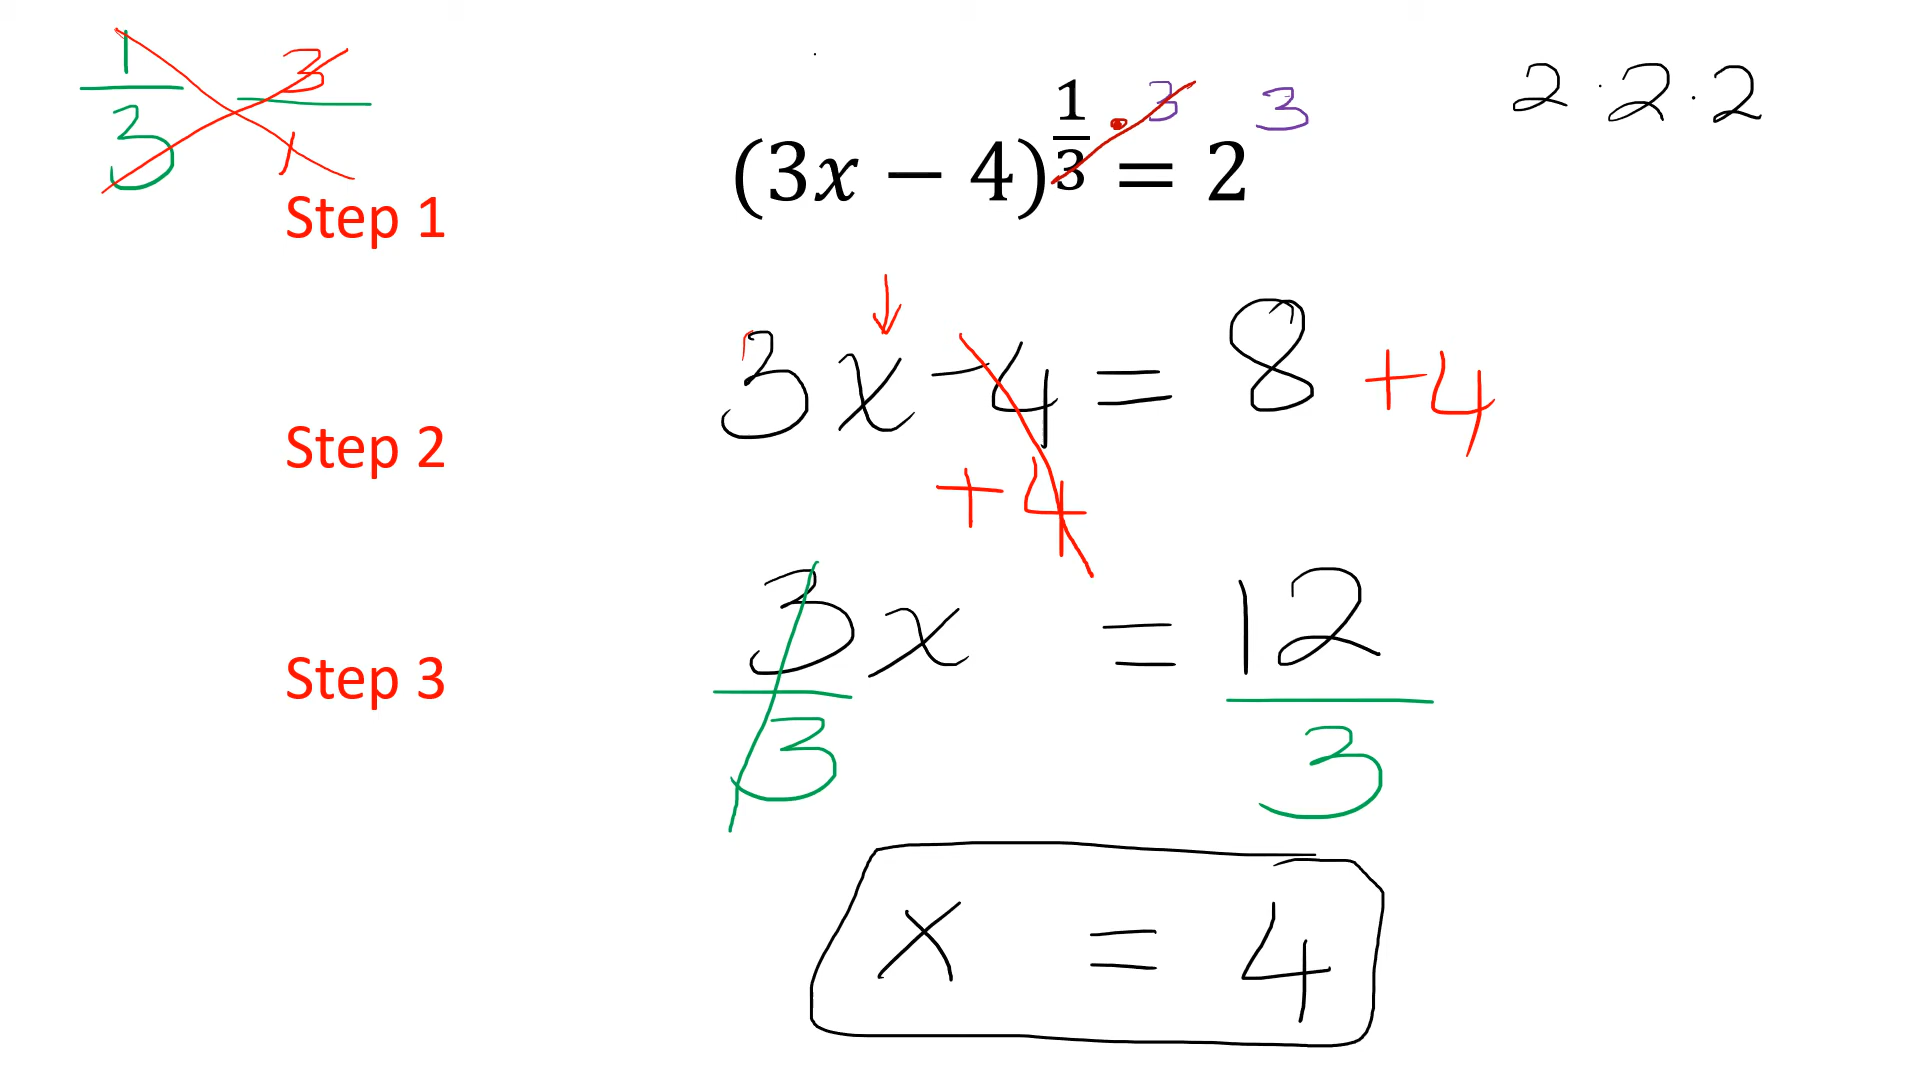 1/3 3/1
2 · 2 · 2
(3x − 4)^(1/3 · 3) = 2^3
Step 1
3x − 4 = 8 + 4
Step 2
+ 4
3x/3 = 12/3
Step 3
x = 4